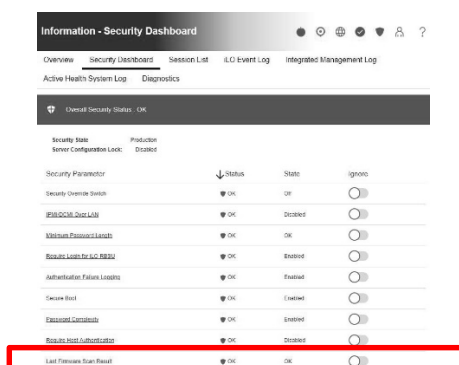 Information - Security Dashboard
?
Overview Security Dashboard Session List iLO Event Log Integrated Management Log
Active Health System Log Diagnostics
Overall Security Status : OK
Security State Production
Server Configuration Lock: Disabled
Security Parameter ↓Status State Ignore
Security Override Switch OK Off
IPMI/DCMI Over LAN OK Disabled
Minimum Password Length OK OK
Require Login for iLO RBSU OK Enabled
Authentication Failure Logging OK Enabled
Secure Boot OK Enabled
Password Complexity OK Enabled
Require Host Authentication OK Disabled
Last Firmware Scan Result OK OK